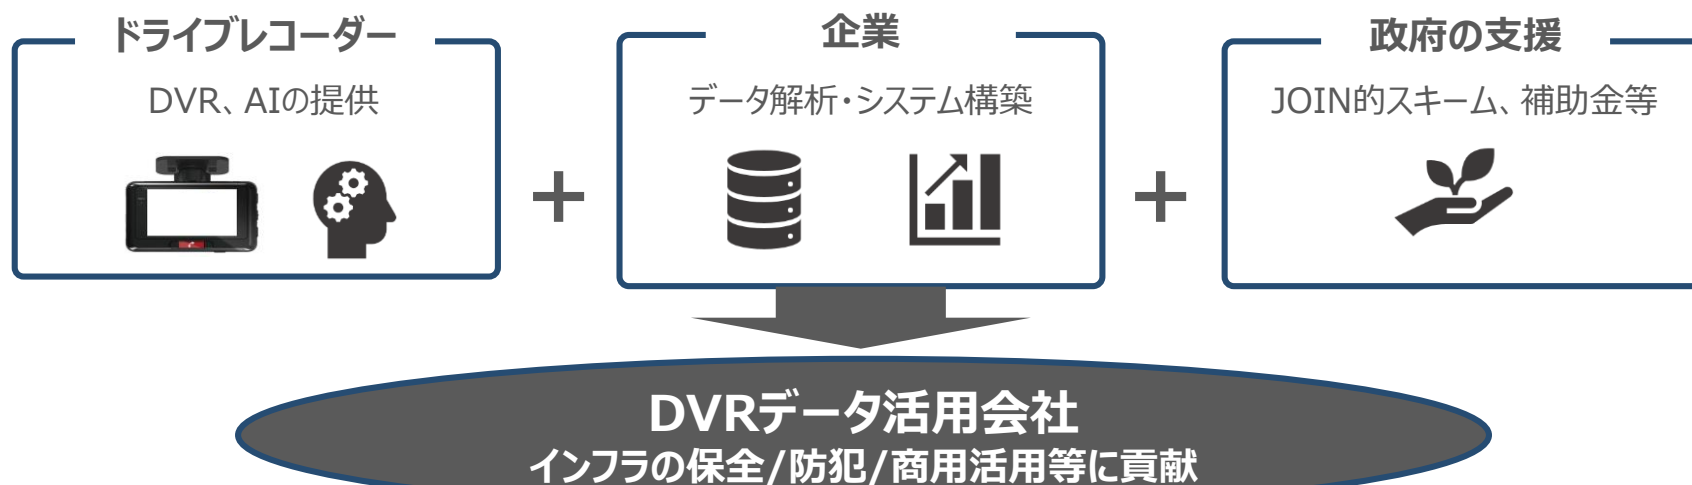 ドライブレコーダー
DVR、AIの提供
企業
データ解析・システム構築
政府の支援
JOIN的スキーム、補助金等
DVRデータ活用会社
インフラの保全/防犯/商用活用等に貢献